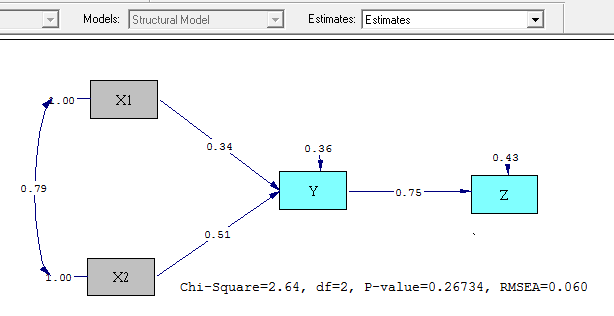 Models: Structural Model Estimates: Estimates
1.00 X1
0.34 0.36 0.43
0.79 Y 0.75 Z
0.51
1.00 X2
Chi-Square=2.64, df=2, P-value=0.26734, RMSEA=0.060